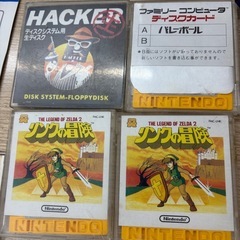 HACKER
ディスクシステム用
全ディスク
DISK SYSTEM-FLOPPYDISK
ファミリー コンピュータ
ディスクカード
A バレーボール
B
NINTENDO
NINTENDO
THE LEGEND OF ZELDA 2
リンクの冒険
Nintendo
NINTENDO
THE LEGEND OF ZELDA 2
リンクの冒険
Nintendo
NINTENDO